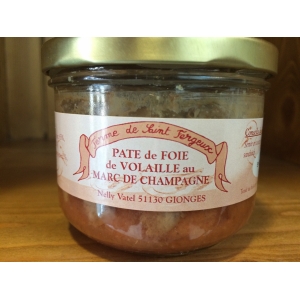 Ferme de Saint Fergeux
PATE de FOIE
de VOLAILLE au
MARC DE CHAMPAGNE
Nelly Vatel 51130 GIONGES